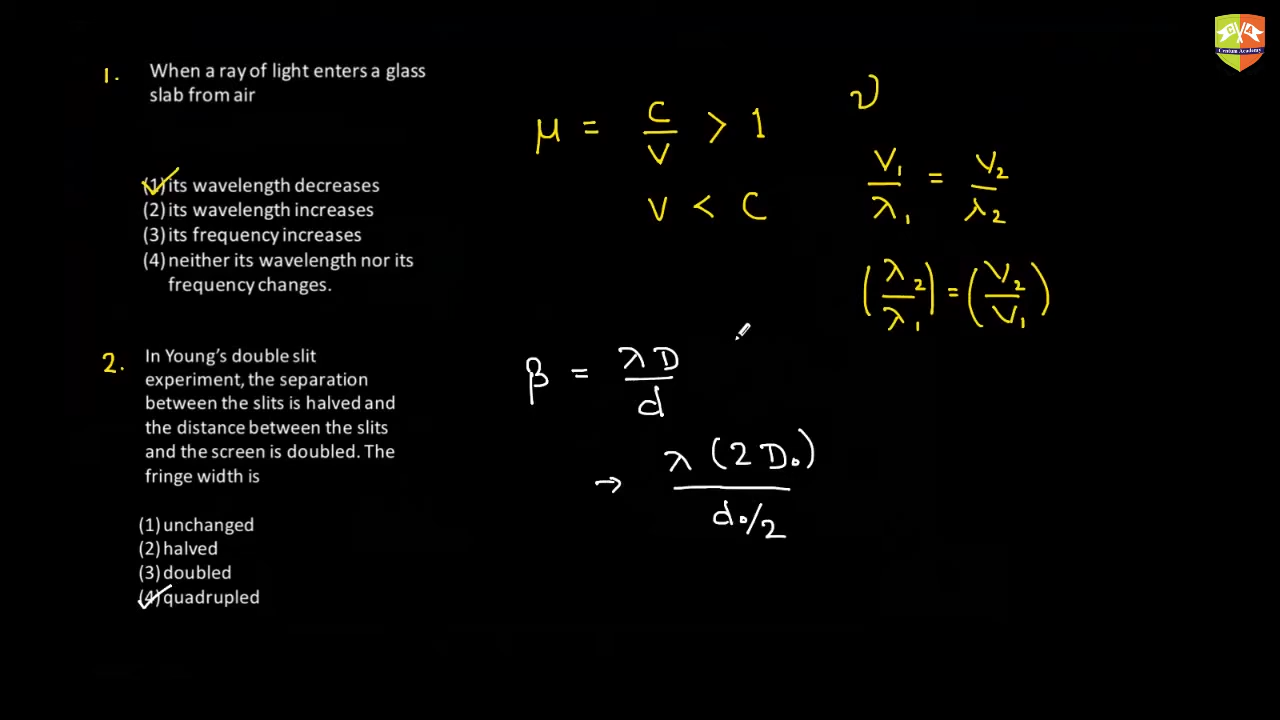 Centum Academy
1. When a ray of light enters a glass
slab from air
(1) its wavelength decreases
(2) its wavelength increases
(3) its frequency increases
(4) neither its wavelength nor its
frequency changes.
μ = C/V > 1
V < C
ν
V₁/λ₁ = V₂/λ₂
(λ₂/λ₁) = (V₂/V₁)
2. In Young's double slit
experiment, the separation
between the slits is halved and
the distance between the slits
and the screen is doubled. The
fringe width is
(1) unchanged
(2) halved
(3) doubled
(4) quadrupled
β = λD/d
→ λ(2D₀)/d₀/2